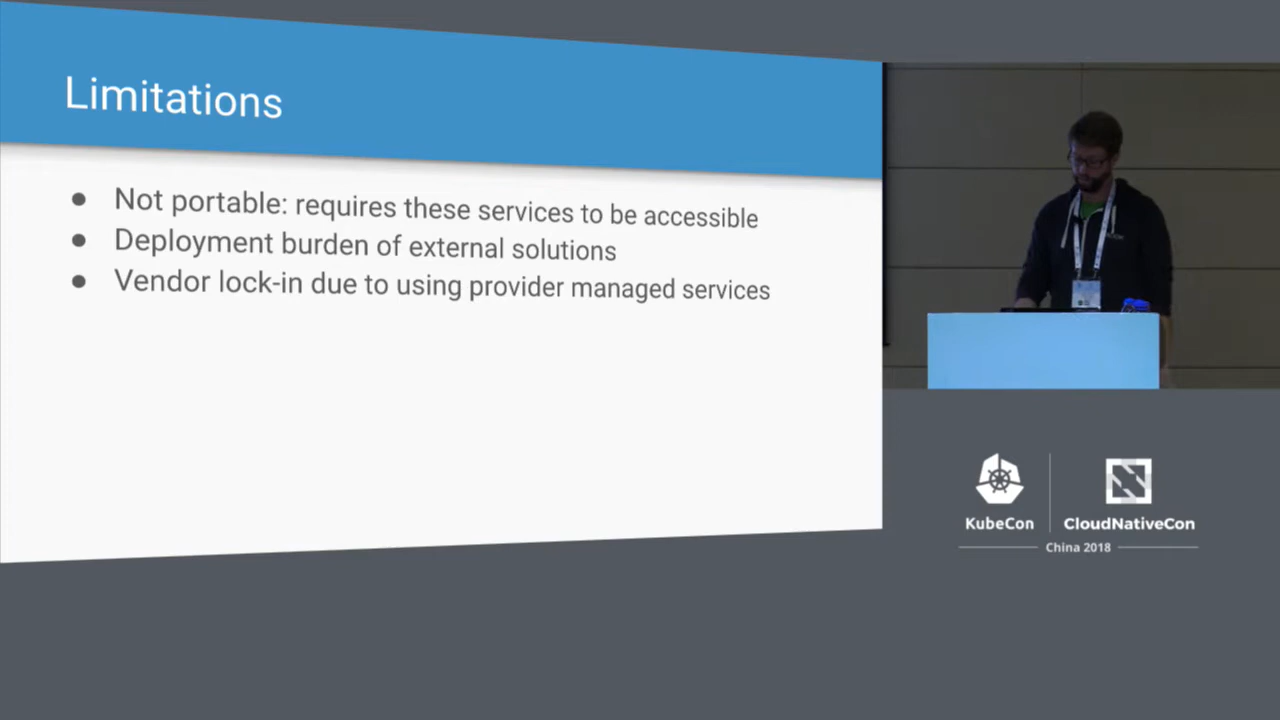 Limitations
● Not portable: requires these services to be accessible
● Deployment burden of external solutions
● Vendor lock-in due to using provider managed services
KubeCon
CloudNativeCon
China 2018